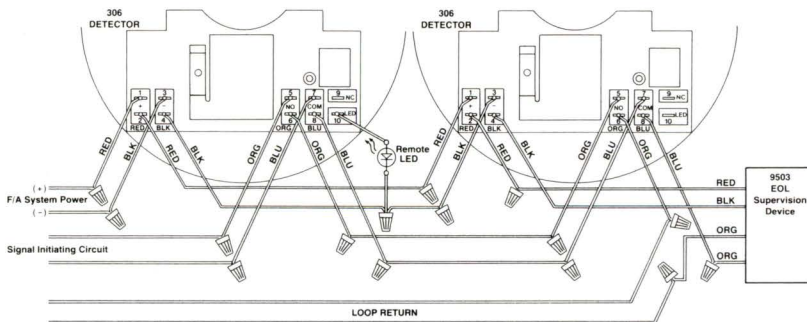 306
DETECTOR
306
DETECTOR
1 3 5 7 9 NC
+ - NO COM LED
2 4 6 8 10
RED BLK ORG BLU
1 3 5 7 9 NC
+ - NO COM LED
2 4 6 8 10
RED BLK ORG BLU
RED
BLK
RED
BLK
ORG
BLU
ORG
BLU
Remote
LED
RED
BLK
RED
BLK
ORG
BLU
ORG
BLU
9503
EOL
Supervision
Device
RED
BLK
ORG
ORG
(+)
F/A System Power
(−)
Signal Initiating Circuit
LOOP RETURN